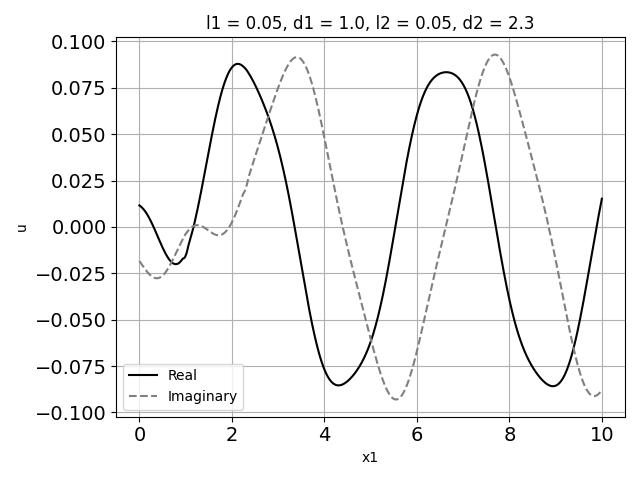 l1 = 0.05, d1 = 1.0, l2 = 0.05, d2 = 2.3
0.100
0.075
0.050
0.025
0.000
−0.025
−0.050
−0.075
−0.100
u
Real
Imaginary
0 2 4 6 8 10
x1